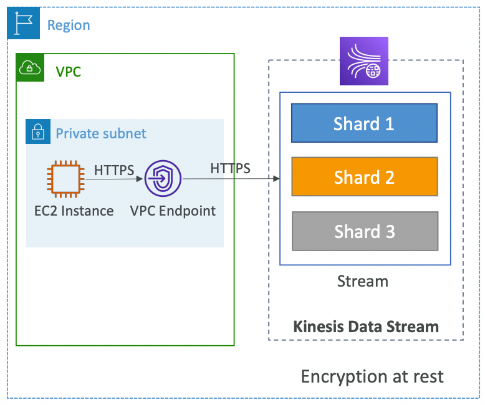 Region
VPC
Private subnet
HTTPS
HTTPS
EC2 Instance
VPC Endpoint
Shard 1
Shard 2
Shard 3
Stream
Kinesis Data Stream
Encryption at rest